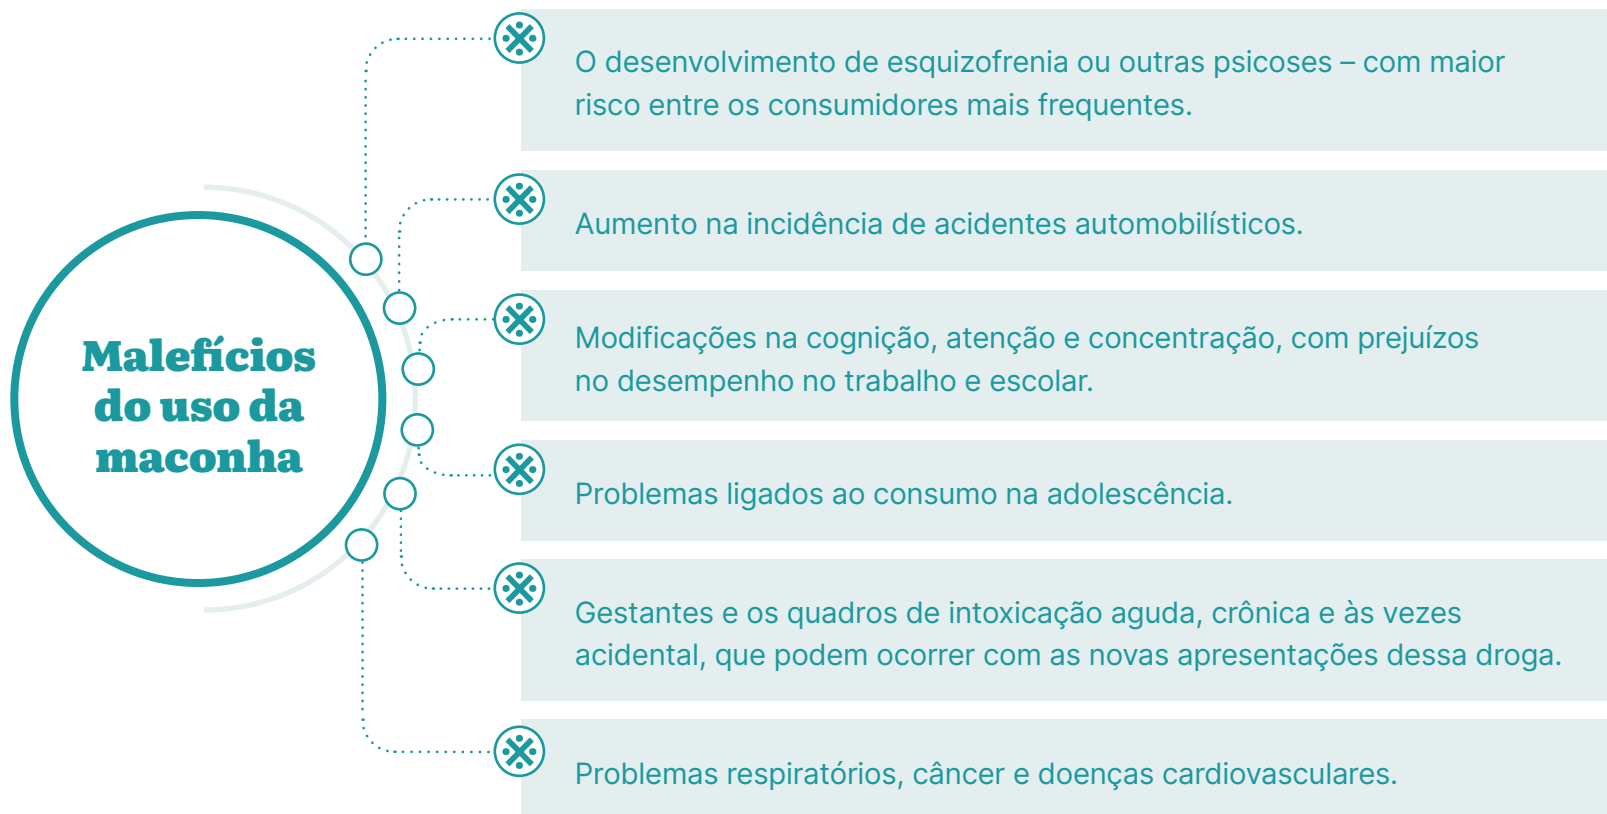 Malefícios
do uso da
maconha
O desenvolvimento de esquizofrenia ou outras psicoses – com maior
risco entre os consumidores mais frequentes.
Aumento na incidência de acidentes automobilísticos.
Modificações na cognição, atenção e concentração, com prejuízos
no desempenho no trabalho e escolar.
Problemas ligados ao consumo na adolescência.
Gestantes e os quadros de intoxicação aguda, crônica e às vezes
acidental, que podem ocorrer com as novas apresentações dessa droga.
Problemas respiratórios, câncer e doenças cardiovasculares.